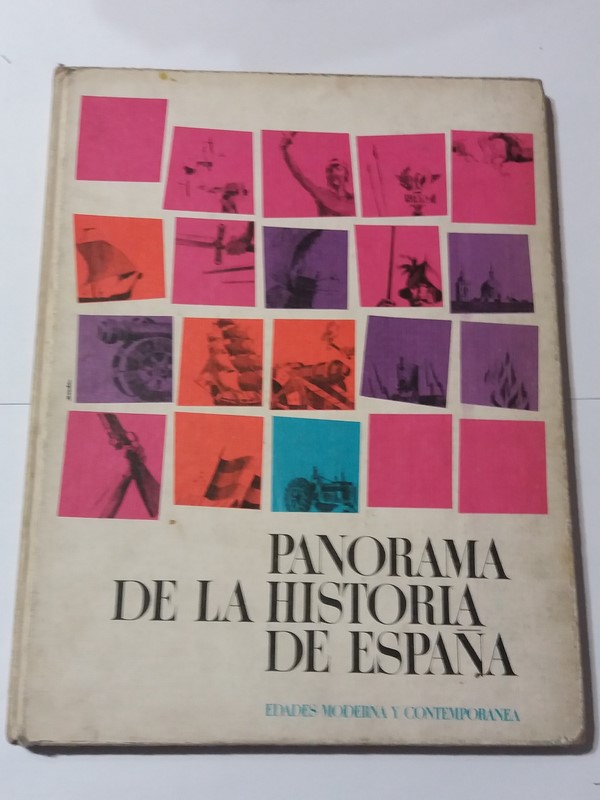 PANORAMA
DE LA HISTORIA
DE ESPAÑA
EDADES MODERNA Y CONTEMPORANEA